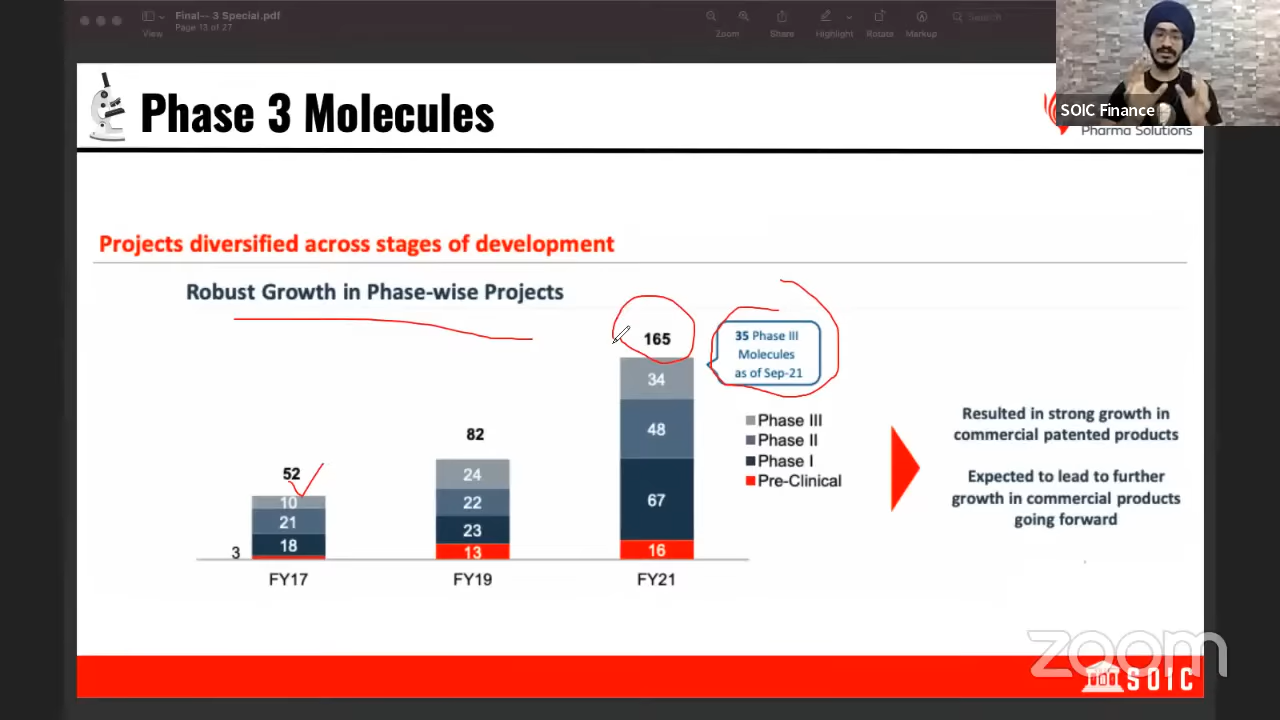 Final-- 3 Special.pdf
Page 13 of 27
View
Zoom
Share
Highlight
Rotate
Markup
Search
SOIC Finance
Phase 3 Molecules
Pharma Solutions
Projects diversified across stages of development
Robust Growth in Phase-wise Projects
52
10
21
18
3
FY17
82
24
22
23
13
FY19
165
34
48
67
16
FY21
35 Phase III
Molecules
as of Sep-21
Phase III
Phase II
Phase I
Pre-Clinical
Resulted in strong growth in
commercial patented products
Expected to lead to further
growth in commercial products
going forward
zoom
SOIC